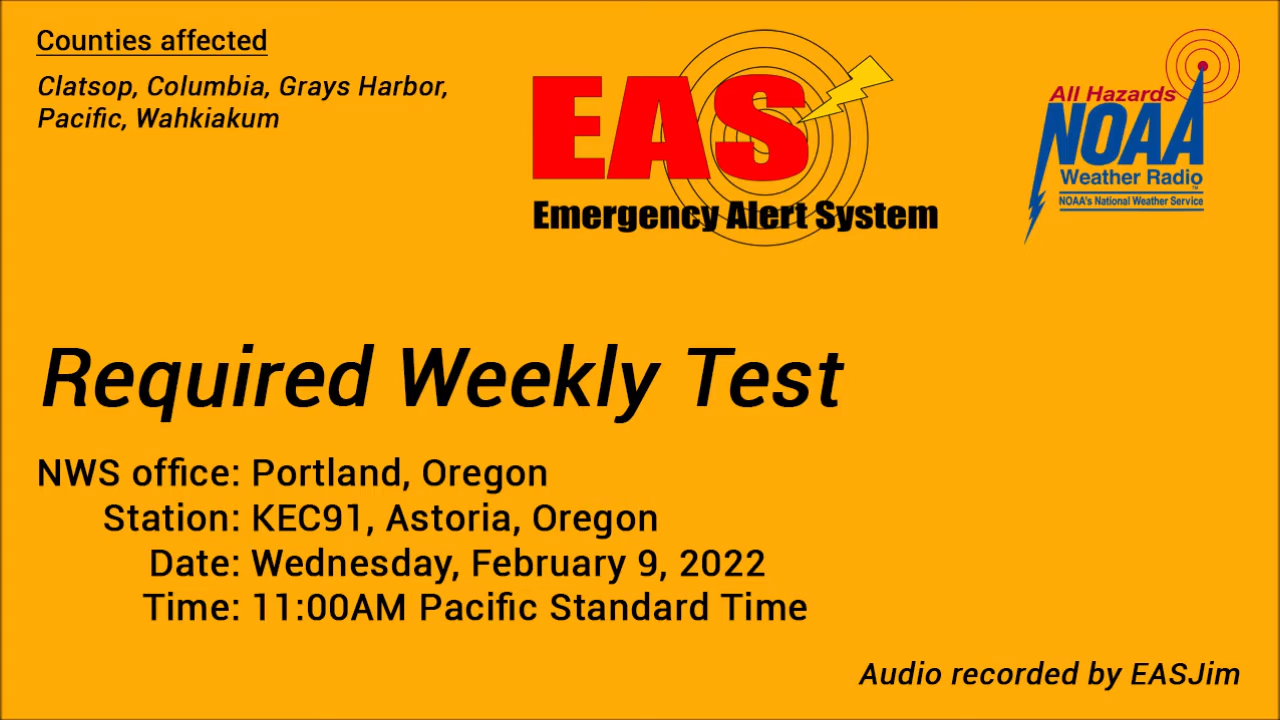 Counties affected
Clatsop, Columbia, Grays Harbor,
Pacific, Wahkiakum
EAS
Emergency Alert System
All Hazards
NOAA
Weather Radio
™
NOAA's National Weather Service
Required Weekly Test
NWS office: Portland, Oregon
Station: KEC91, Astoria, Oregon
Date: Wednesday, February 9, 2022
Time: 11:00AM Pacific Standard Time
Audio recorded by EASJim